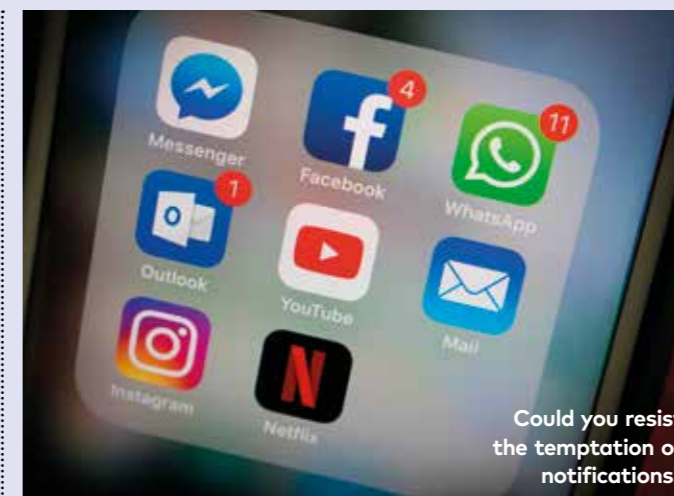 4
11
Messenger
Facebook
WhatsApp
1
Outlook
YouTube
Mail
Instagram
Netflix
Could you resist
the temptation o
notifications